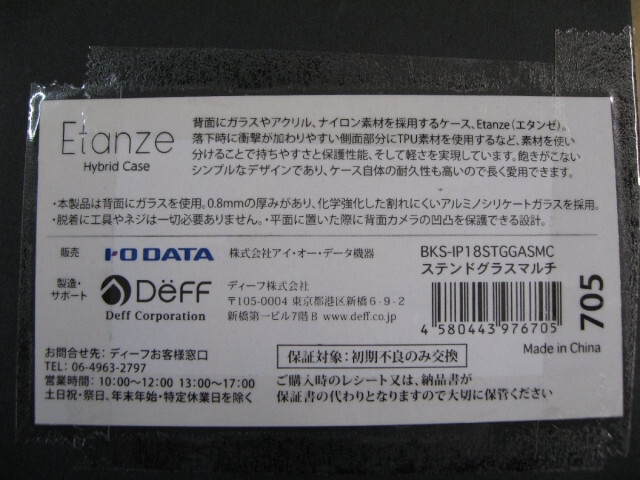 Etanze
Hybrid Case
背面にガラスやアクリル、ナイロン素材を採用するケース、Etanze(エタンゼ)。
落下時に衝撃が加わりやすい側面部分にTPU素材を使用するなど、素材を使い
分けることで持ちやすさと保護性能、そして軽さを実現しています。飽きがこない
シンプルなデザインであり、ケース自体の耐久性も高いので長く愛用できます。
・本製品は背面にガラスを使用。0.8mmの厚みがあり、化学強化した割れにくいアルミノシリケートガラスを採用。
・脱着に工具やネジは一切必要ありません。・平面に置いた際に背面カメラの凹凸を保護できる設計。
販売 I-O DATA 株式会社アイ・オー・データ機器
製造・サポート DëFF Deff Corporation
ディーフ株式会社
〒105-0004 東京都港区新橋6-9-2
新橋第一ビル7階B www.deff.co.jp
BKS-IP18STGGASMC
ステンドグラスマルチ
4 580443 976705
705
Made in China
お問合せ先：ディーフお客様窓口
TEL：06-4963-2797
営業時間：10:00〜12:00 13:00〜17:00
土日祝・祭日、年末年始・特定休業日を除く
保証対象：初期不良のみ交換
ご購入時のレシート又は、納品書が
保証書の代わりとなりますので大切に保管ください